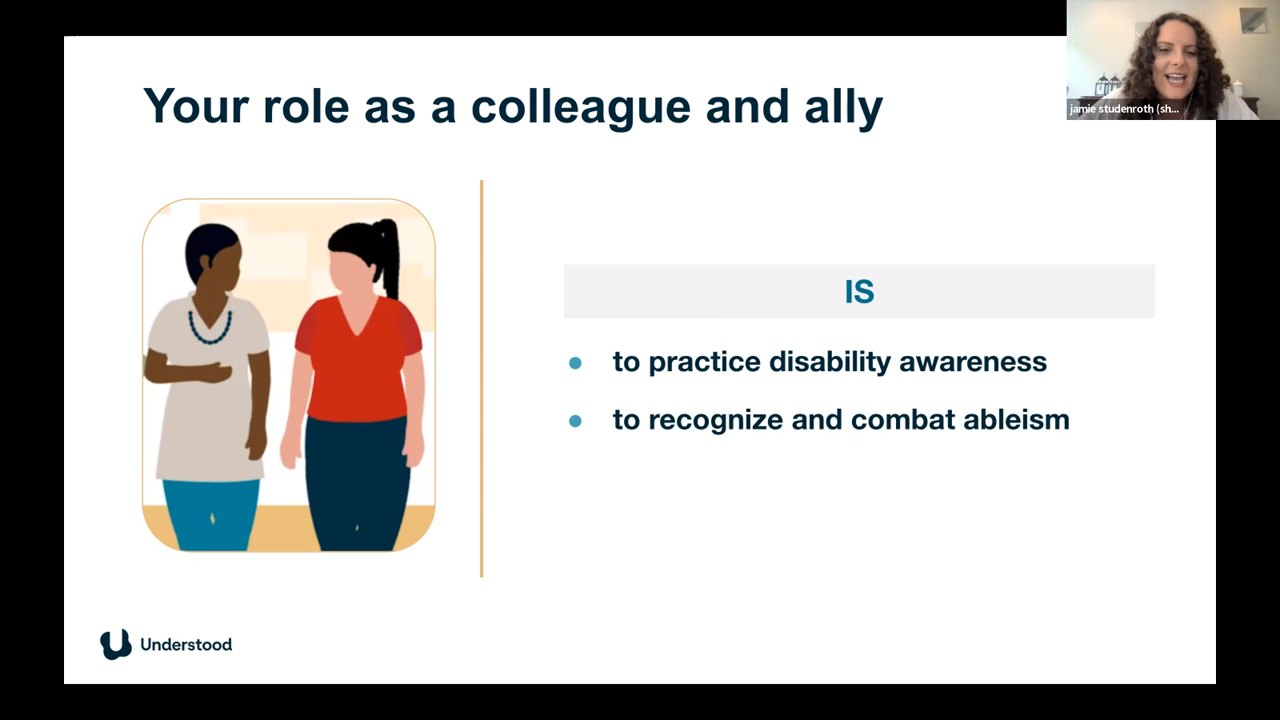 Your role as a colleague and ally
jamie studenroth (sh...
IS
to practice disability awareness
to recognize and combat ableism
Understood